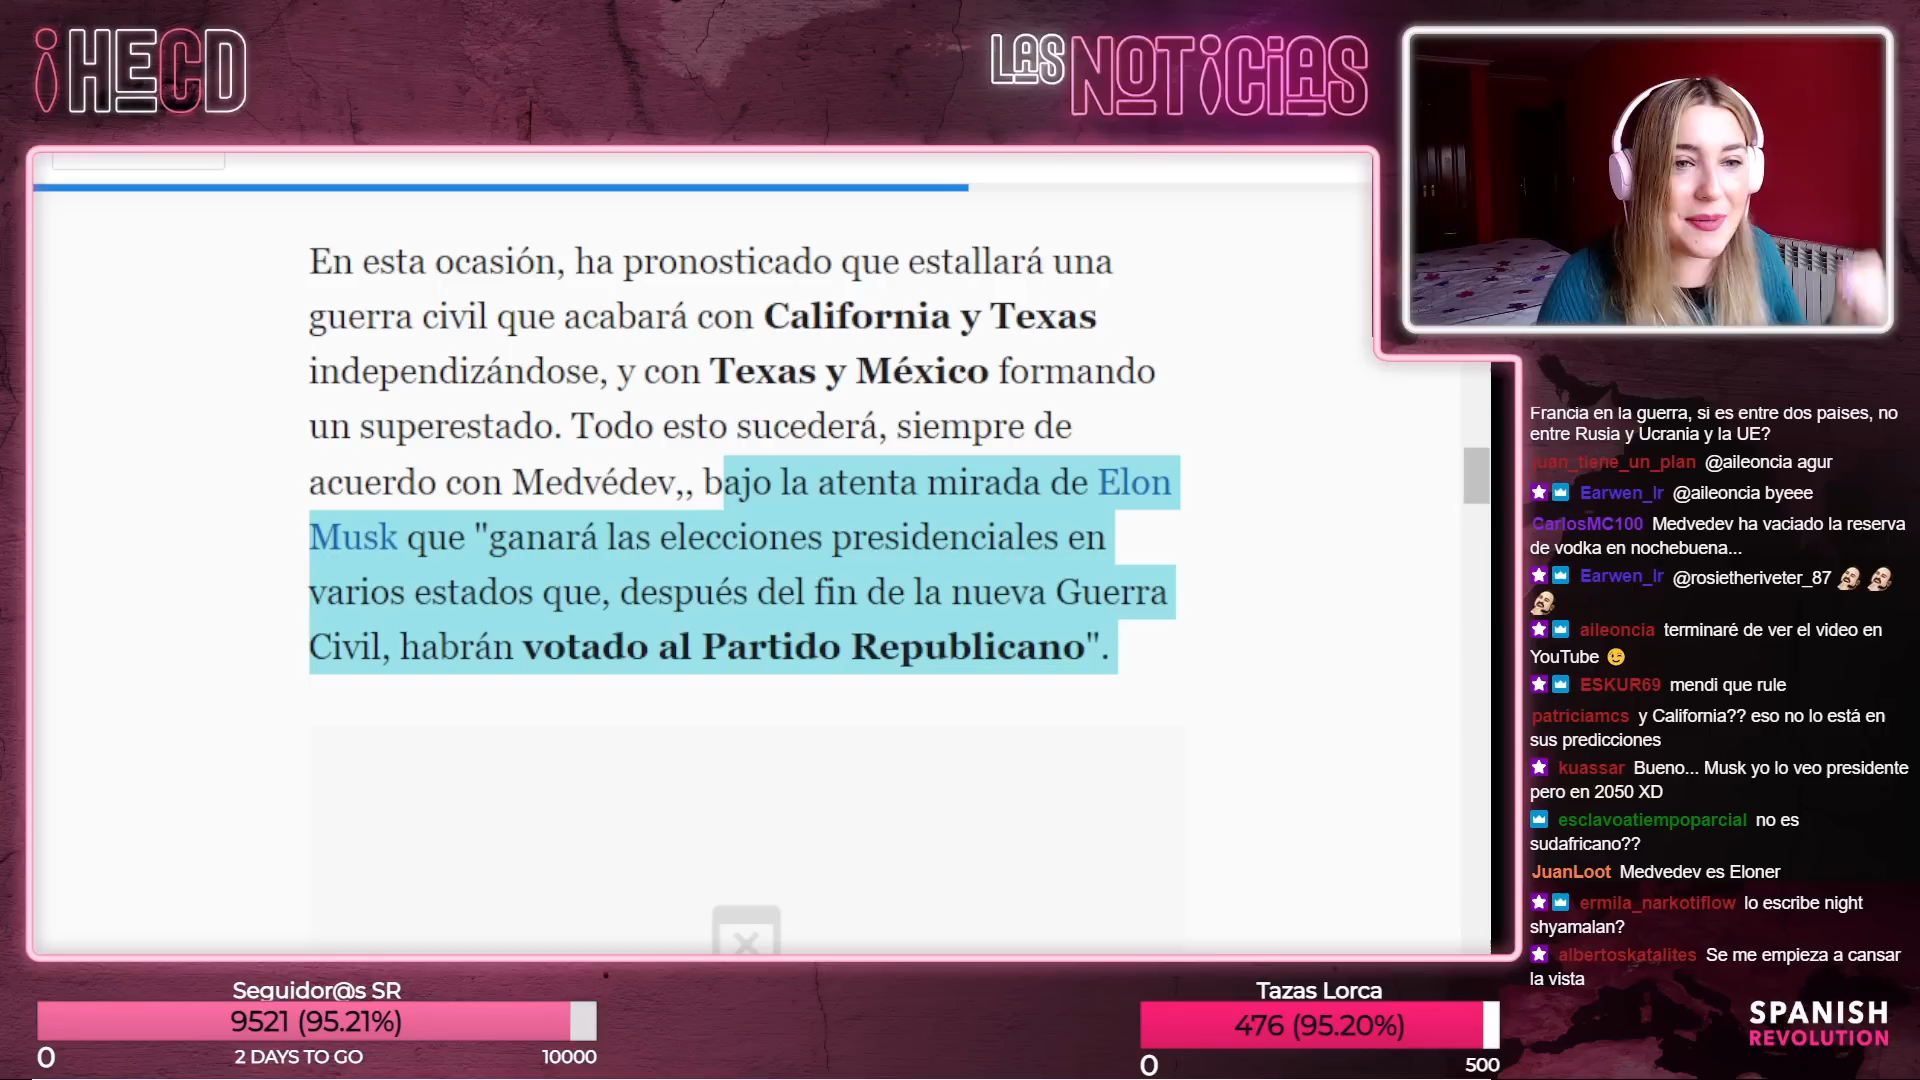 ¡HECD
LAS NOTICIAS
En esta ocasión, ha pronosticado que estallará una
guerra civil que acabará con California y Texas
independizándose, y con Texas y México formando
un superestado. Todo esto sucederá, siempre de
acuerdo con Medvédev,, bajo la atenta mirada de Elon
Musk que "ganará las elecciones presidenciales en
varios estados que, después del fin de la nueva Guerra
Civil, habrán votado al Partido Republicano".
Francia en la guerra, si es entre dos países, no
entre Rusia y Ucrania y la UE?
juan_tiene_un_plan @aileoncia agur
Earwen_Ir @aileoncia byeee
CarlosMC100 Medvedev ha vaciado la reserva
de vodka en nochebuena...
Earwen_Ir @rosietheriveter_87
aileoncia terminaré de ver el video en
YouTube 😉
ESKUR69 mendi que rule
patriciamcs y California?? eso no lo está en
sus predicciones
kuassar Bueno... Musk yo lo veo presidente
pero en 2050 XD
esclavoatiempoparcial no es
sudafricano??
JuanLoot Medvedev es Eloner
ermila_narkotiflow lo escribe night
shyamalan?
albertoskatalites Se me empieza a cansar
la vista
Seguidor@s SR
9521 (95.21%)
0 2 DAYS TO GO 10000
Tazas Lorca
476 (95.20%)
0 500
SPANISH
REVOLUTION